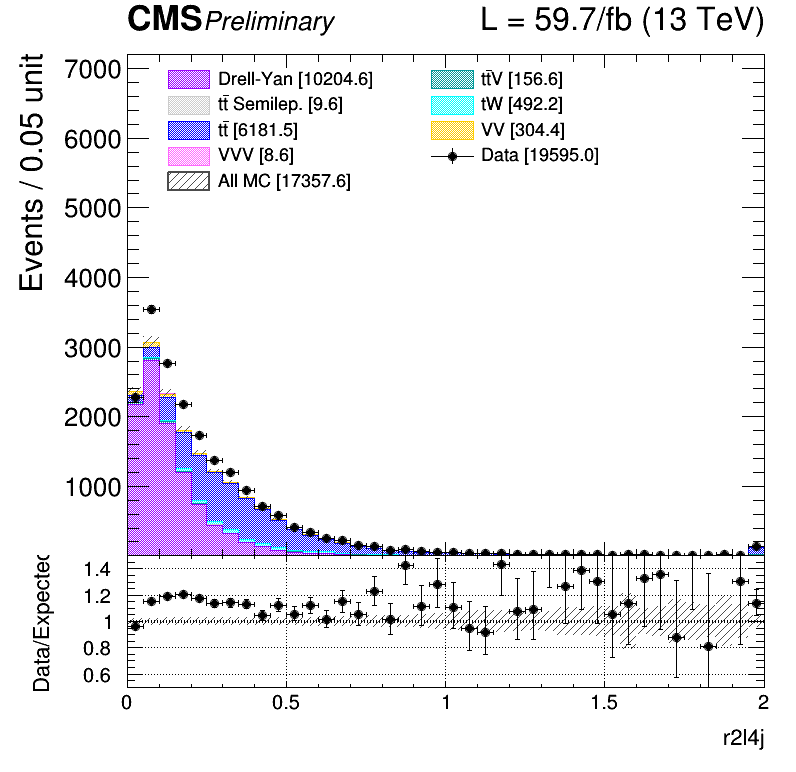 CMS Preliminary L = 59.7/fb (13 TeV)
Events / 0.05 unit
7000
6000
5000
4000
3000
2000
1000
Drell-Yan [10204.6]
tt̄ Semilep. [9.6]
tt̄ [6181.5]
VVV [8.6]
All MC [17357.6]
tt̄V [156.6]
tW [492.2]
VV [304.4]
Data [19595.0]
Data/Expected
1.4
1.2
1
0.8
0.6
0 0.5 1 1.5 2
r2l4j